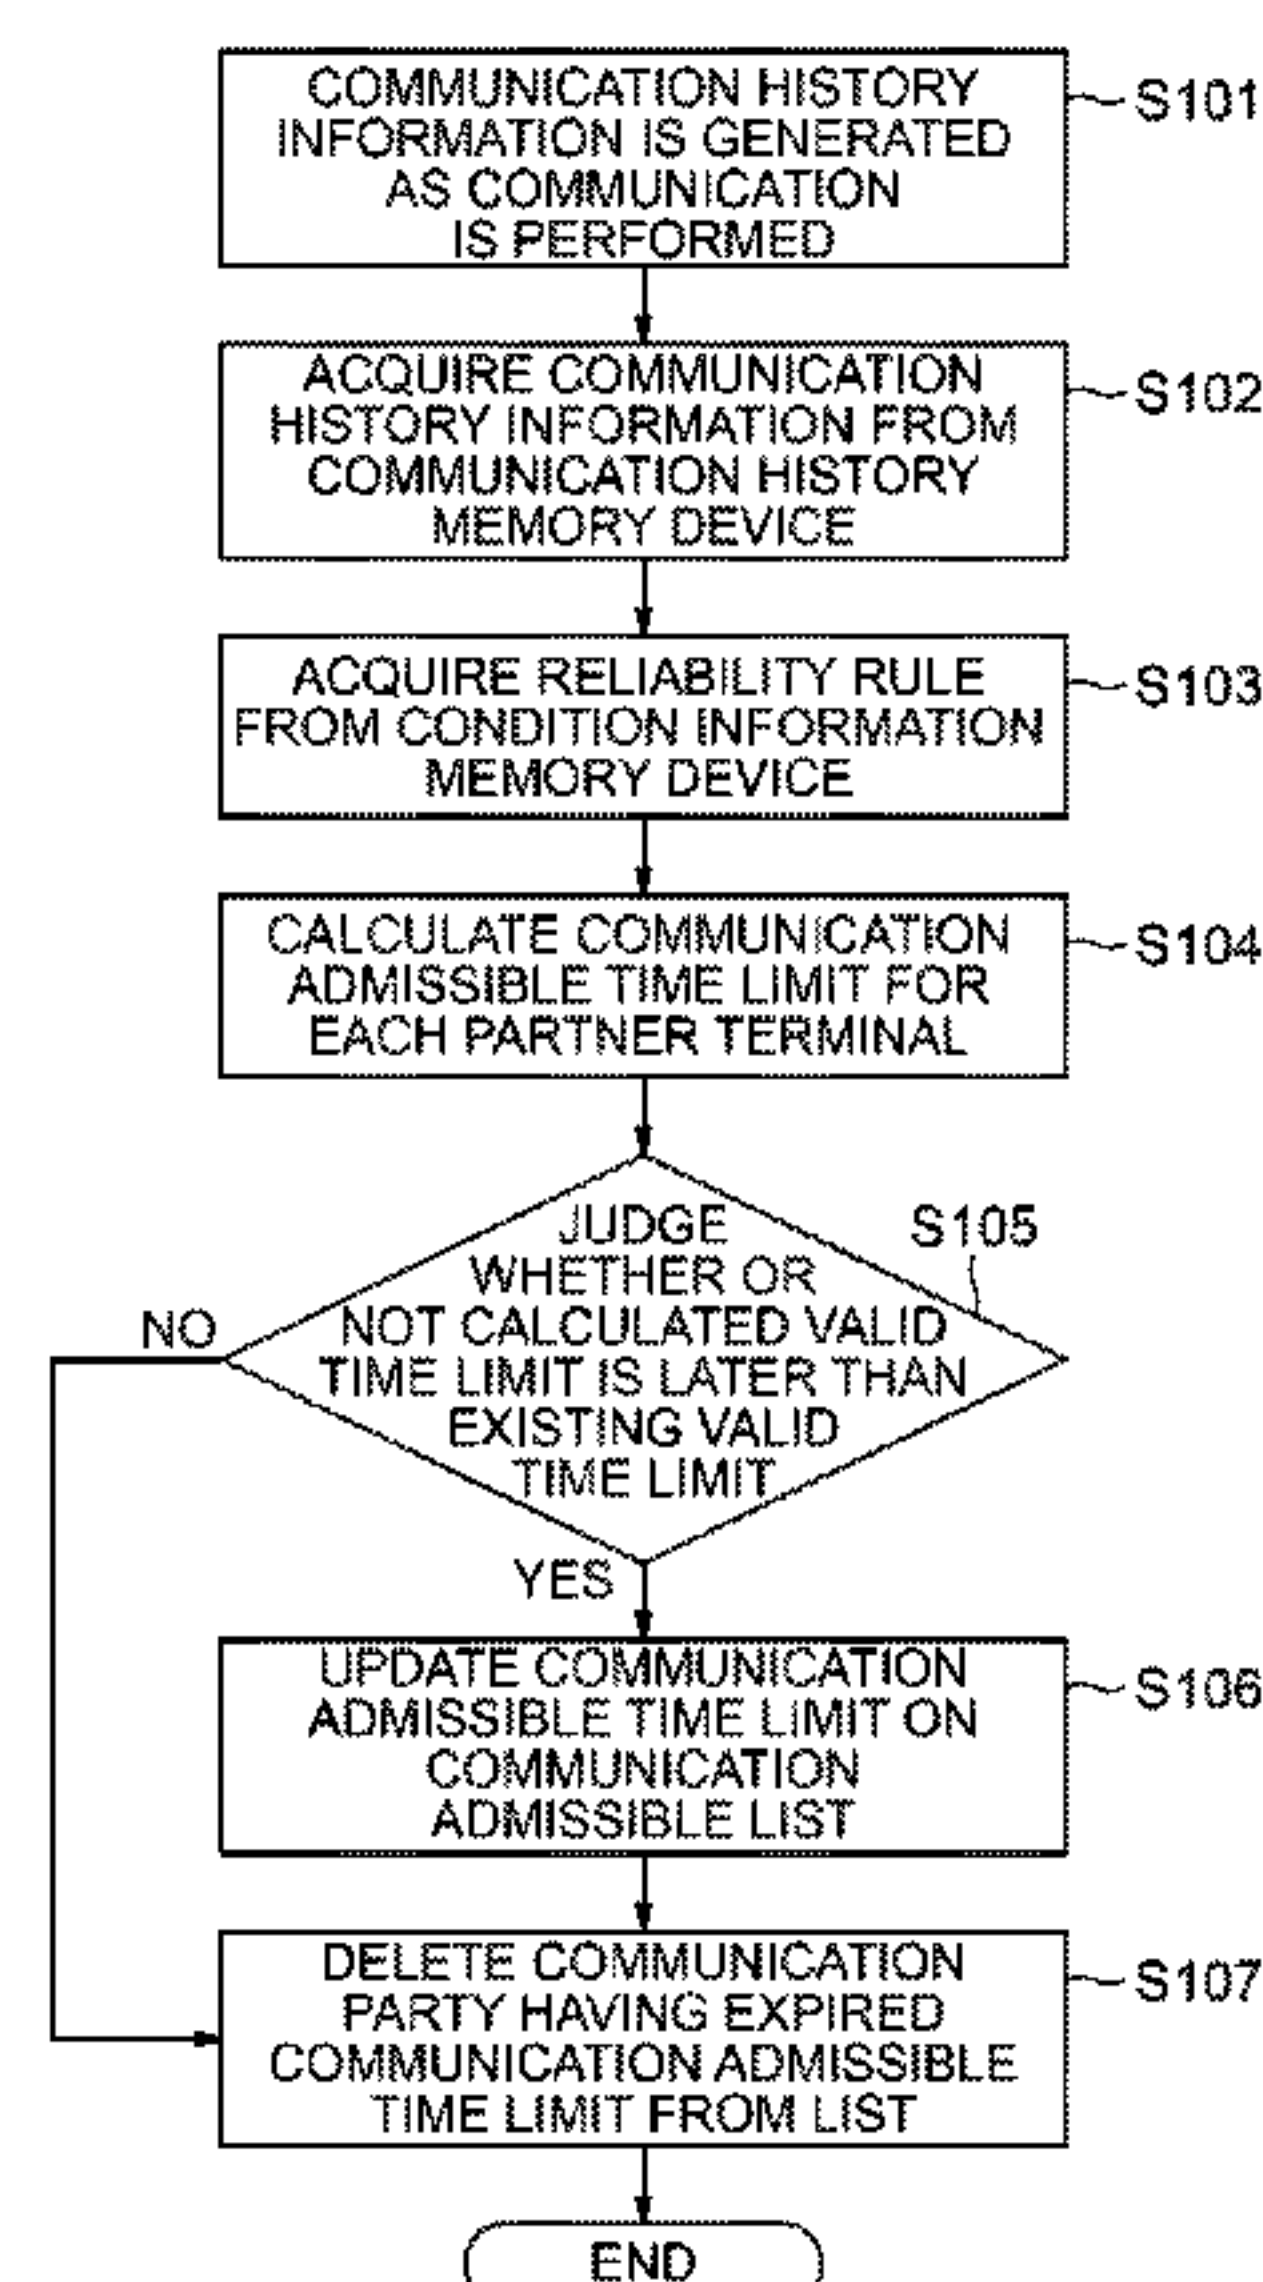 COMMUNICATION HISTORY
INFORMATION IS GENERATED
AS COMMUNICATION
IS PERFORMED
S101
ACQUIRE COMMUNICATION
HISTORY INFORMATION FROM
COMMUNICATION HISTORY
MEMORY DEVICE
S102
ACQUIRE RELIABILITY RULE
FROM CONDITION INFORMATION
MEMORY DEVICE
S103
CALCULATE COMMUNICATION
ADMISSIBLE TIME LIMIT FOR
EACH PARTNER TERMINAL
S104
JUDGE
WHETHER OR
NOT CALCULATED VALID
TIME LIMIT IS LATER THAN
EXISTING VALID
TIME LIMIT
S105
NO
YES
UPDATE COMMUNICATION
ADMISSIBLE TIME LIMIT ON
COMMUNICATION
ADMISSIBLE LIST
S106
DELETE COMMUNICATION
PARTY HAVING EXPIRED
COMMUNICATION ADMISSIBLE
TIME LIMIT FROM LIST
S107
END